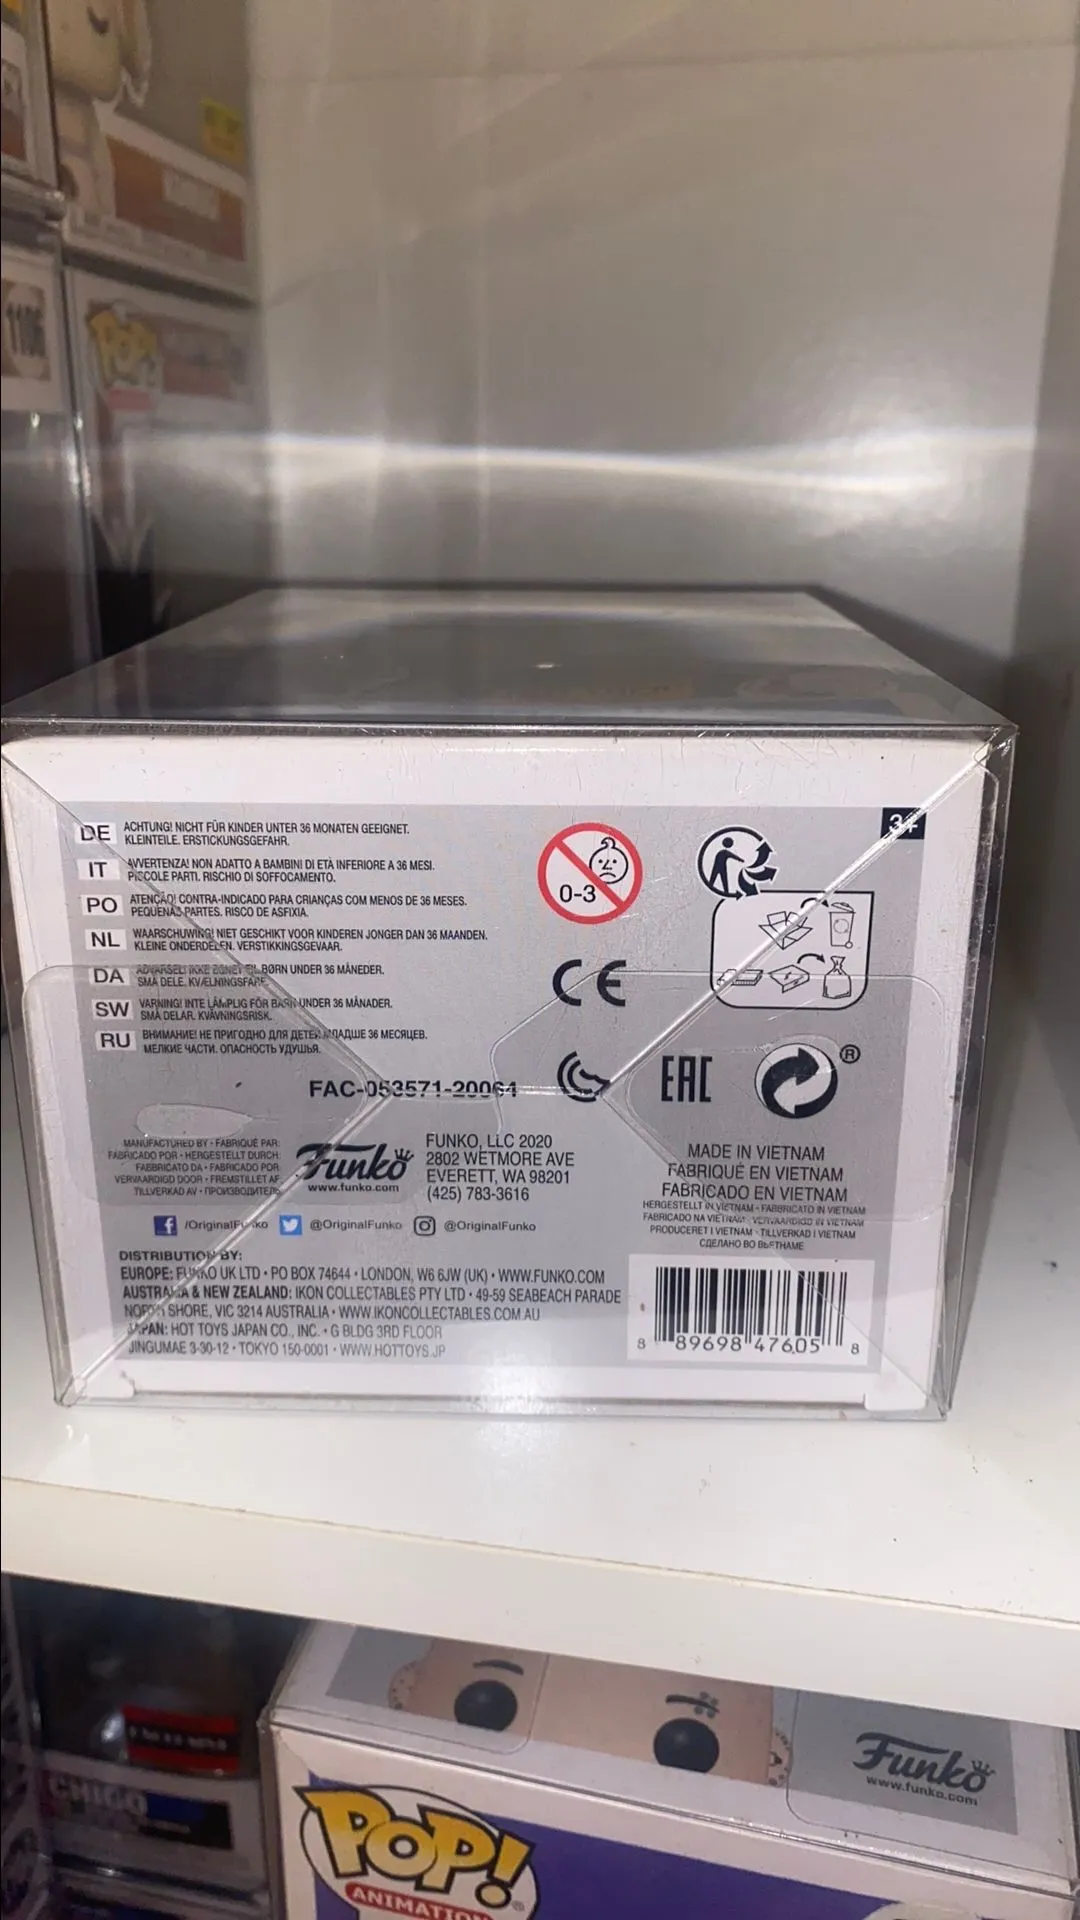 1106
POP!
3+
DE ACHTUNG! NICHT FÜR KINDER UNTER 36 MONATEN GEEIGNET.
KLEINTEILE. ERSTICKUNGSGEFAHR.
IT AVVERTENZA! NON ADATTO A BAMBINI DI ETÀ INFERIORE A 36 MESI.
PICCOLE PARTI. RISCHIO DI SOFFOCAMENTO.
PO ATENÇÃO! CONTRA-INDICADO PARA CRIANÇAS COM MENOS DE 36 MESES.
PEQUENAS PARTES. RISCO DE ASFIXIA.
NL WAARSCHUWING! NIET GESCHIKT VOOR KINDEREN JONGER DAN 36 MAANDEN.
KLEINE ONDERDELEN. VERSTIKKINGSGEVAAR.
DA ADVARSEL! IKKE EGNET TIL BØRN UNDER 36 MÅNEDER.
SMÅ DELE. KVÆLNINGSFARE.
SW VARNING! INTE LÄMPLIG FÖR BARN UNDER 36 MÅNADER.
SMÅ DELAR. KVÄVNINGSRISK.
RU ВНИМАНИЕ! НЕ ПРИГОДНО ДЛЯ ДЕТЕЙ МЛАДШЕ 36 МЕСЯЦЕВ.
МЕЛКИЕ ЧАСТИ. ОПАСНОСТЬ УДУШЬЯ.
0-3
CE
FAC-053571-20064
EAC
®
MANUFACTURED BY • FABRIQUÉ PAR:
FABRICADO POR • HERGESTELLT DURCH:
FABBRICATO DA • FABRICADO POR:
VERVAARDIGD DOOR • FREMSTILLET AF:
TILLVERKAD AV • ПРОИЗВОДИТЕЛЬ:
Funko
www.funko.com
FUNKO, LLC 2020
2802 WETMORE AVE
EVERETT, WA 98201
(425) 783-3616
MADE IN VIETNAM
FABRIQUÉ EN VIETNAM
FABRICADO EN VIETNAM
HERGESTELLT IN VIETNAM • FABBRICATO IN VIETNAM
FABRICADO NA VIETNAM • VERVAARDIGD IN VIETNAM
PRODUCERET I VIETNAM • TILLVERKAD I VIETNAM
СДЕЛАНО ВО ВЬЕТНАМЕ
/OriginalFunko @OriginalFunko @OriginalFunko
DISTRIBUTION BY:
EUROPE: FUNKO UK LTD • PO BOX 74644 • LONDON, W6 6JW (UK) • WWW.FUNKO.COM
AUSTRALIA & NEW ZEALAND: IKON COLLECTABLES PTY LTD • 49-59 SEABEACH PARADE
NORTH SHORE, VIC 3214 AUSTRALIA • WWW.IKONCOLLECTABLES.COM.AU
JAPAN: HOT TOYS JAPAN CO., INC. • G BLDG 3RD FLOOR
JINGUMAE 3-30-12 • TOKYO 150-0001 • WWW.HOTTOYS.JP
8 89698 47605 8
Funko
www.funko.com
POP!
ANIMATION